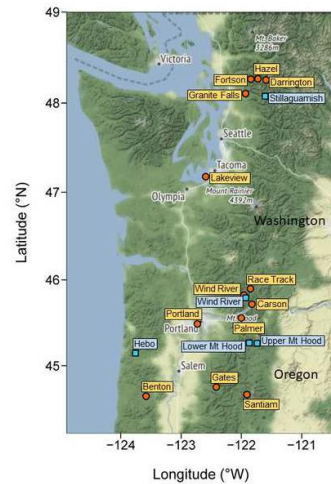 49
Mt. Baker
3286m
Victoria
Hazel
Fortson
Darrington
48
Granite Falls
Stillaguamish
Seattle
Tacoma
Lakeview
47
Olympia
Mount Rainier
4392m
Washington
Latitude (°N)
46
Race Track
Wind River
Wind River
Carson
Portland
Mt. Hood
Portland
Palmer
Hebo
Lower Mt Hood
Upper Mt Hood
45
Salem
Oregon
Gates
Benton
Santiam
−124
−123
−122
−121
Longitude (°W)